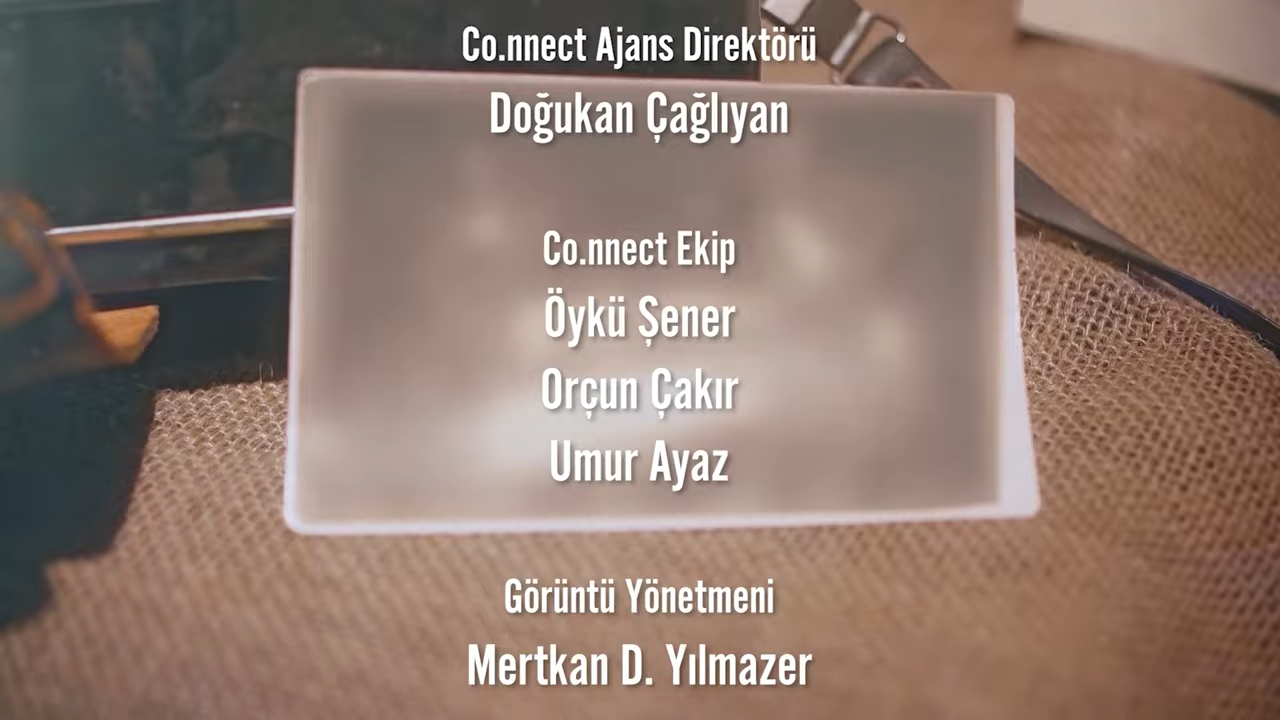 Co.nnect Ajans Direktörü
Doğukan Çağlıyan
Co.nnect Ekip
Öykü Şener
Orçun Çakır
Umur Ayaz
Görüntü Yönetmeni
Mertkan D. Yılmazer